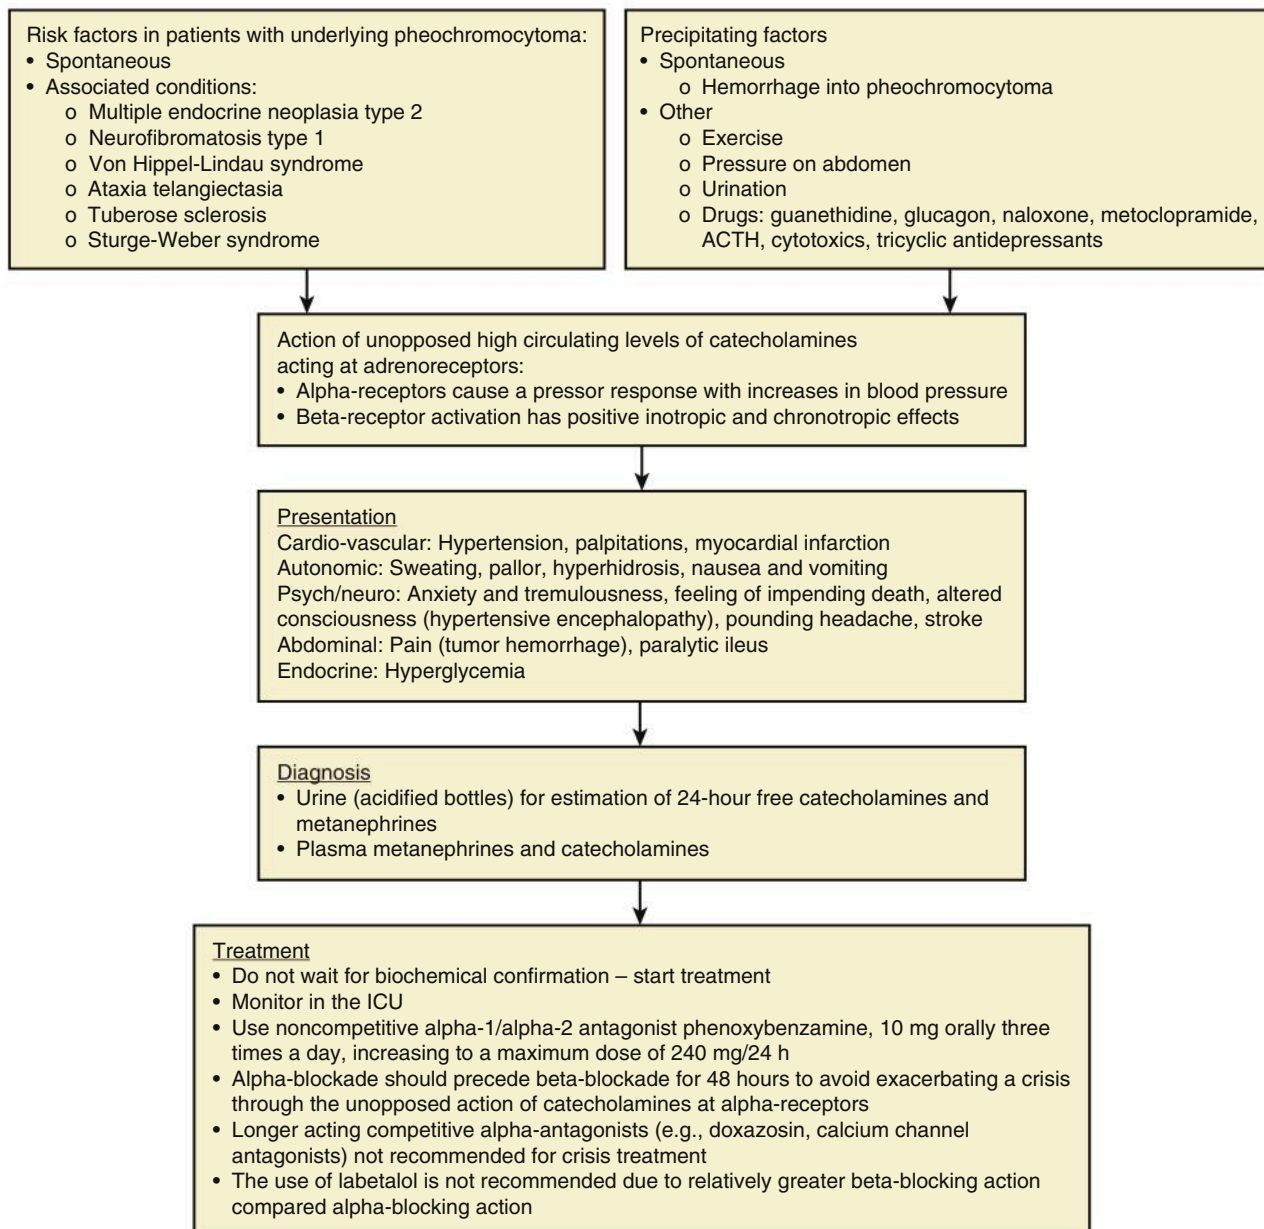 Risk factors in patients with underlying pheochromocytoma:
• Spontaneous
• Associated conditions:
o Multiple endocrine neoplasia type 2
o Neurofibromatosis type 1
o Von Hippel-Lindau syndrome
o Ataxia telangiectasia
o Tuberose sclerosis
o Sturge-Weber syndrome
Precipitating factors
• Spontaneous
o Hemorrhage into pheochromocytoma
• Other
o Exercise
o Pressure on abdomen
o Urination
o Drugs: guanethidine, glucagon, naloxone, metoclopramide,
ACTH, cytotoxics, tricyclic antidepressants
Action of unopposed high circulating levels of catecholamines
acting at adrenoreceptors:
• Alpha-receptors cause a pressor response with increases in blood pressure
• Beta-receptor activation has positive inotropic and chronotropic effects
Presentation
Cardio-vascular: Hypertension, palpitations, myocardial infarction
Autonomic: Sweating, pallor, hyperhidrosis, nausea and vomiting
Psych/neuro: Anxiety and tremulousness, feeling of impending death, altered
consciousness (hypertensive encephalopathy), pounding headache, stroke
Abdominal: Pain (tumor hemorrhage), paralytic ileus
Endocrine: Hyperglycemia
Diagnosis
• Urine (acidified bottles) for estimation of 24-hour free catecholamines and
metanephrines
• Plasma metanephrines and catecholamines
Treatment
• Do not wait for biochemical confirmation – start treatment
• Monitor in the ICU
• Use noncompetitive alpha-1/alpha-2 antagonist phenoxybenzamine, 10 mg orally three
times a day, increasing to a maximum dose of 240 mg/24 h
• Alpha-blockade should precede beta-blockade for 48 hours to avoid exacerbating a crisis
through the unopposed action of catecholamines at alpha-receptors
• Longer acting competitive alpha-antagonists (e.g., doxazosin, calcium channel
antagonists) not recommended for crisis treatment
• The use of labetalol is not recommended due to relatively greater beta-blocking action
compared alpha-blocking action